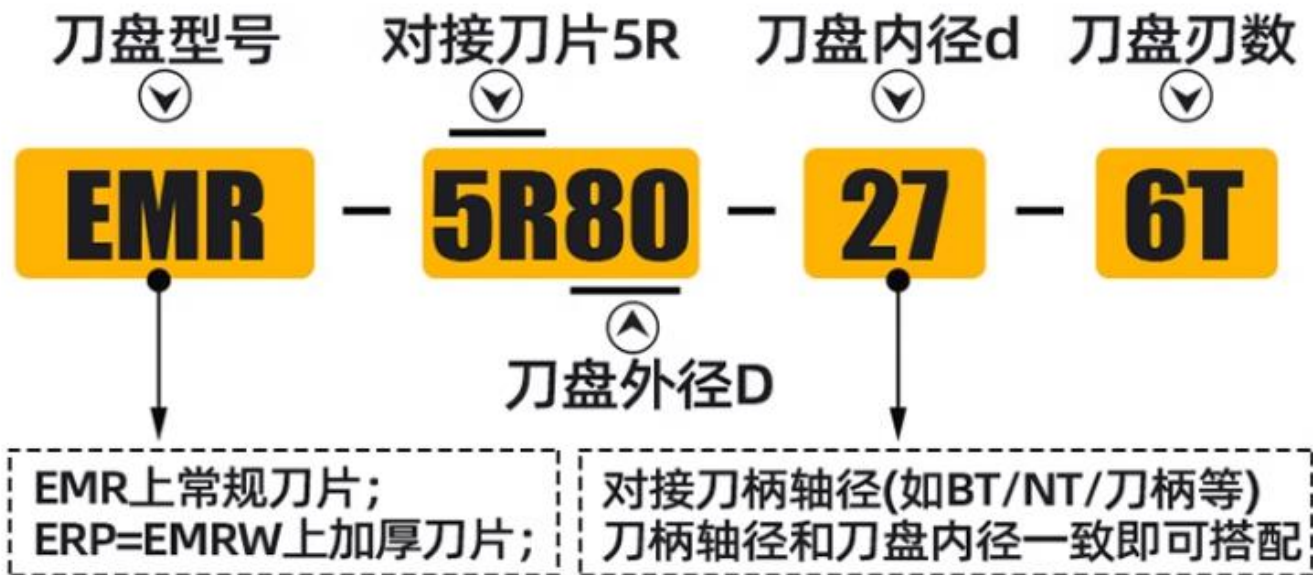 刀盘型号 对接刀片5R 刀盘内径d 刀盘刃数
EMR - 5R80 - 27 - 6T
刀盘外径D
EMR上常规刀片;
ERP=EMRW上加厚刀片;
对接刀柄轴径(如BT/NT/刀柄等)
刀柄轴径和刀盘内径一致即可搭配